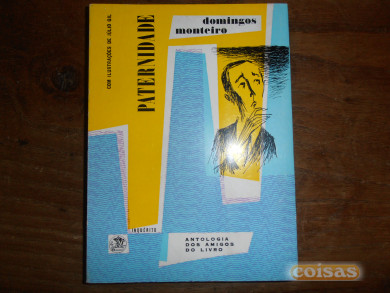 COM ILUSTRAÇÕES DE JÚLIO GIL
PATERNIDADE
domingos
monteiro
INQUÉRITO
ANTOLOGIA
DOS AMIGOS
DO LIVRO
coisas